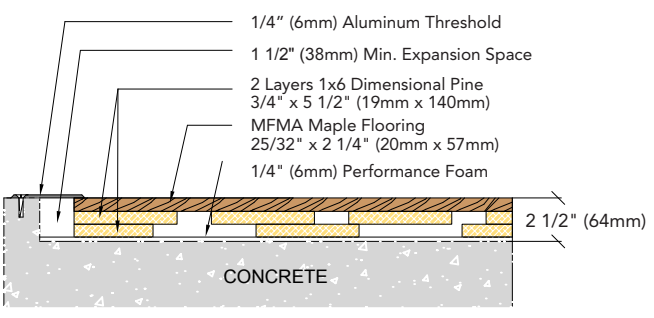 1/4” (6mm) Aluminum Threshold
1 1/2" (38mm) Min. Expansion Space
2 Layers 1x6 Dimensional Pine
3/4" x 5 1/2" (19mm x 140mm)
MFMA Maple Flooring
25/32" x 2 1/4" (20mm x 57mm)
1/4" (6mm) Performance Foam
2 1/2" (64mm)
CONCRETE